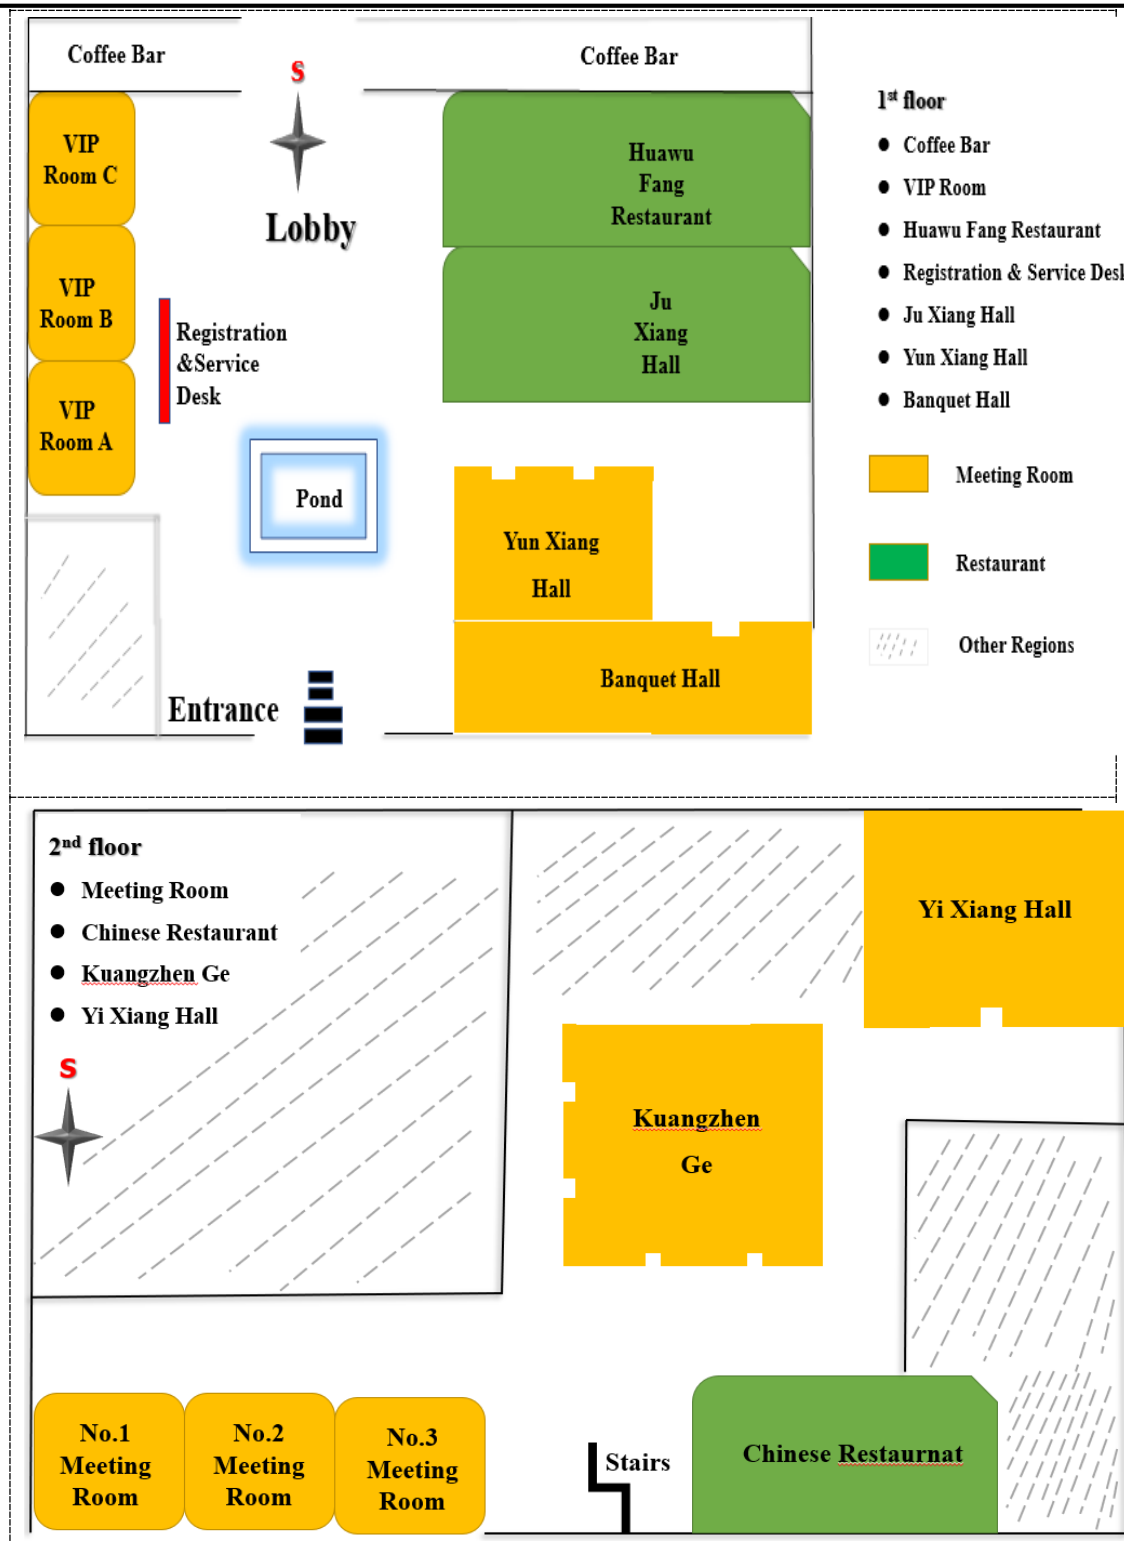 Coffee Bar
Coffee Bar
S
VIP
Room C
Huawu
Fang
Restaurant
Lobby
VIP
Room B
Registration
&Service
Desk
Ju
Xiang
Hall
VIP
Room A
Pond
Yun Xiang
Hall
Banquet Hall
Entrance
1st floor
● Coffee Bar
● VIP Room
● Huawu Fang Restaurant
● Registration & Service Desk
● Ju Xiang Hall
● Yun Xiang Hall
● Banquet Hall
Meeting Room
Restaurant
Other Regions
2nd floor
● Meeting Room
● Chinese Restaurant
● Kuangzhen Ge
● Yi Xiang Hall
S
Yi Xiang Hall
Kuangzhen
Ge
No.1
Meeting
Room
No.2
Meeting
Room
No.3
Meeting
Room
Stairs
Chinese Restaurnat